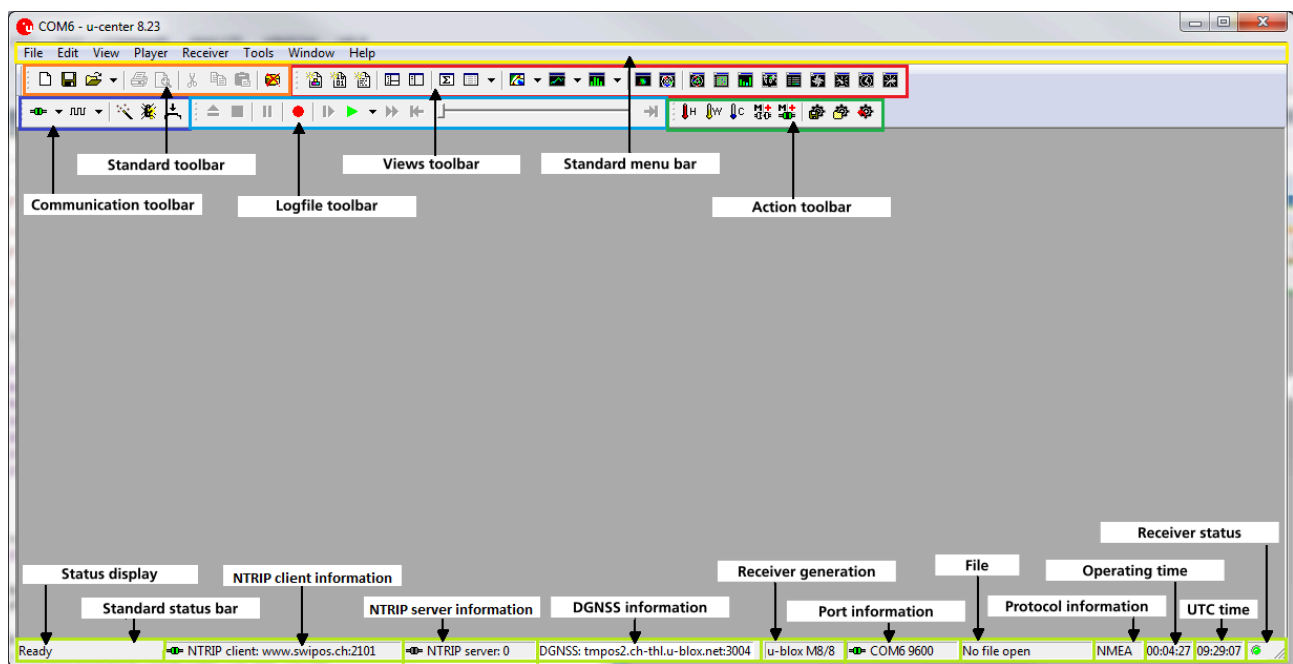 COM6 - u-center 8.23
File Edit View Player Receiver Tools Window Help
H W C
Standard toolbar
Views toolbar
Standard menu bar
Communication toolbar
Logfile toolbar
Action toolbar
Receiver status
Status display
NTRIP client information
Receiver generation
File
Operating time
Standard status bar
NTRIP server information
DGNSS information
Port information
Protocol information
UTC time
Ready
NTRIP client: www.swipos.ch:2101
NTRIP server: 0
DGNSS: tmpos2.ch-thl.u-blox.net:3004
u-blox M8/8
COM6 9600
No file open
NMEA
00:04:27
09:29:07